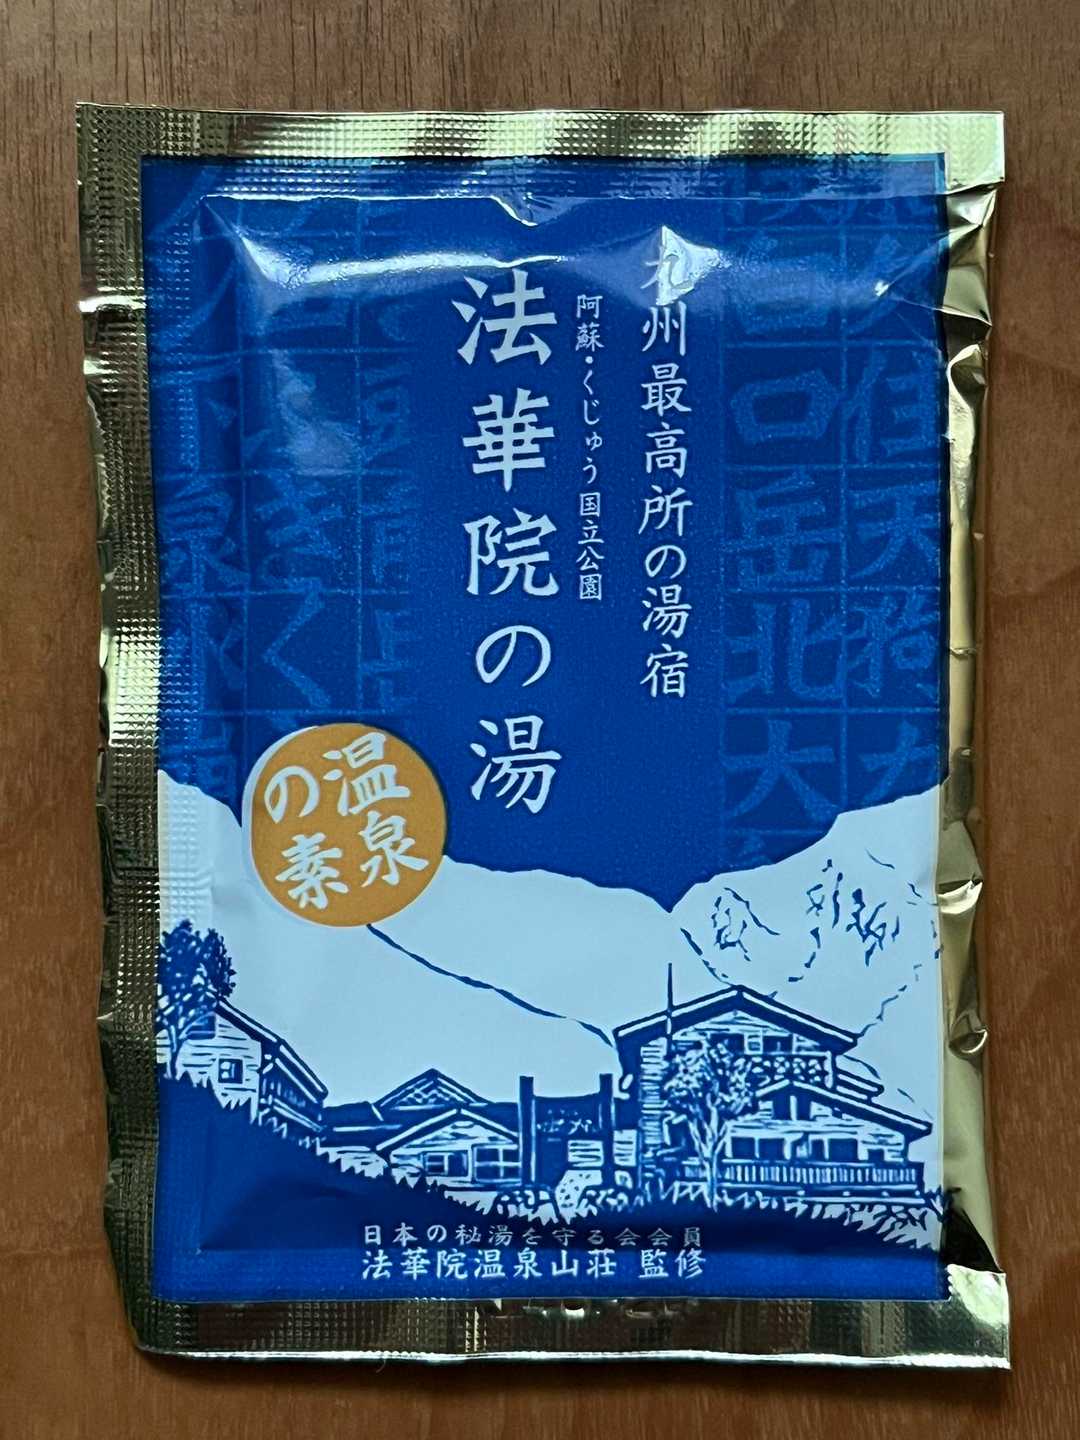 九州最高所の湯宿
阿蘇・くじゅう国立公園
法華院の湯
温泉
の素
日本の秘湯を守る会会員
法華院温泉山荘 監修